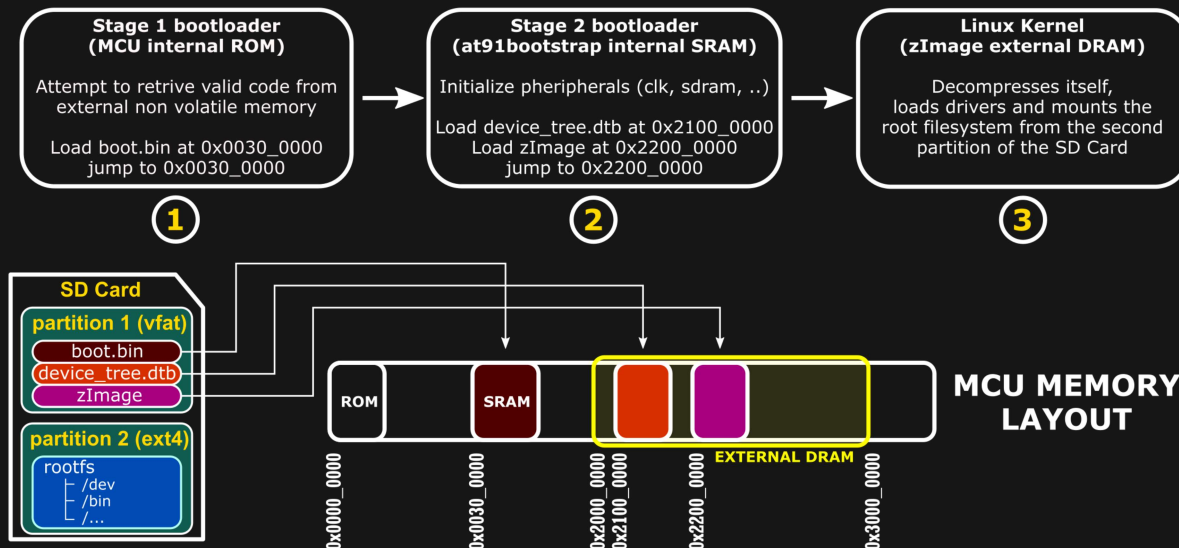 Stage 1 bootloader
(MCU internal ROM)
Attempt to retrive valid code from
external non volatile memory
Load boot.bin at 0x0030_0000
jump to 0x0030_0000
1
Stage 2 bootloader
(at91bootstrap internal SRAM)
Initialize pheripherals (clk, sdram, ..)
Load device_tree.dtb at 0x2100_0000
Load zImage at 0x2200_0000
jump to 0x2200_0000
2
Linux Kernel
(zImage external DRAM)
Decompresses itself,
loads drivers and mounts the
root filesystem from the second
partition of the SD Card
3
SD Card
partition 1 (vfat)
boot.bin
device_tree.dtb
zImage
partition 2 (ext4)
rootfs
/dev
/bin
/...
ROM
SRAM
EXTERNAL DRAM
MCU MEMORY
LAYOUT
0x0000_0000
0x0030_0000
0x2000_0000
0x2100_0000
0x2200_0000
0x3000_0000